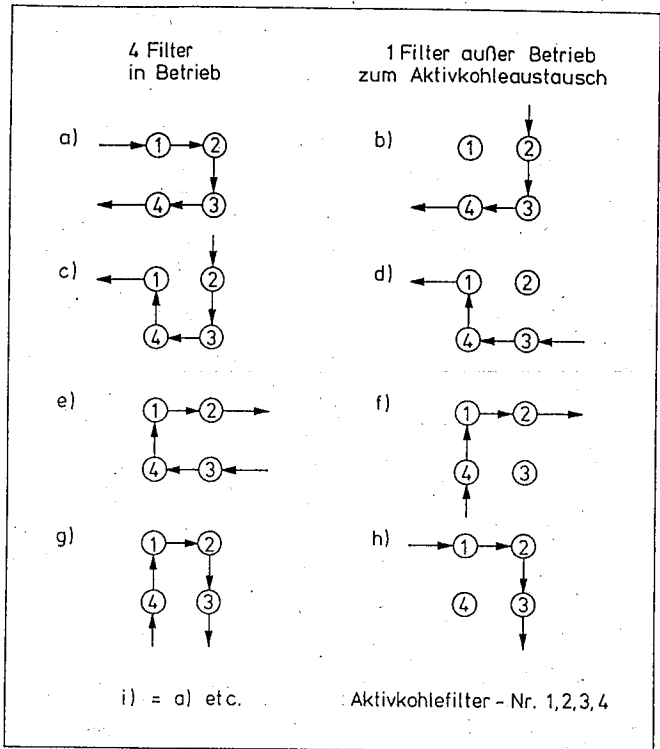 4 Filter
in Betrieb
1 Filter außer Betrieb
zum Aktivkohleaustausch
a) 1 2
4 3
b) 1 2
4 3
c) 1 2
4 3
d) 1 2
4 3
e) 1 2
4 3
f) 1 2
4 3
g) 1 2
4 3
h) 1 2
4 3
i) = a) etc.
Aktivkohlefilter - Nr. 1,2,3,4